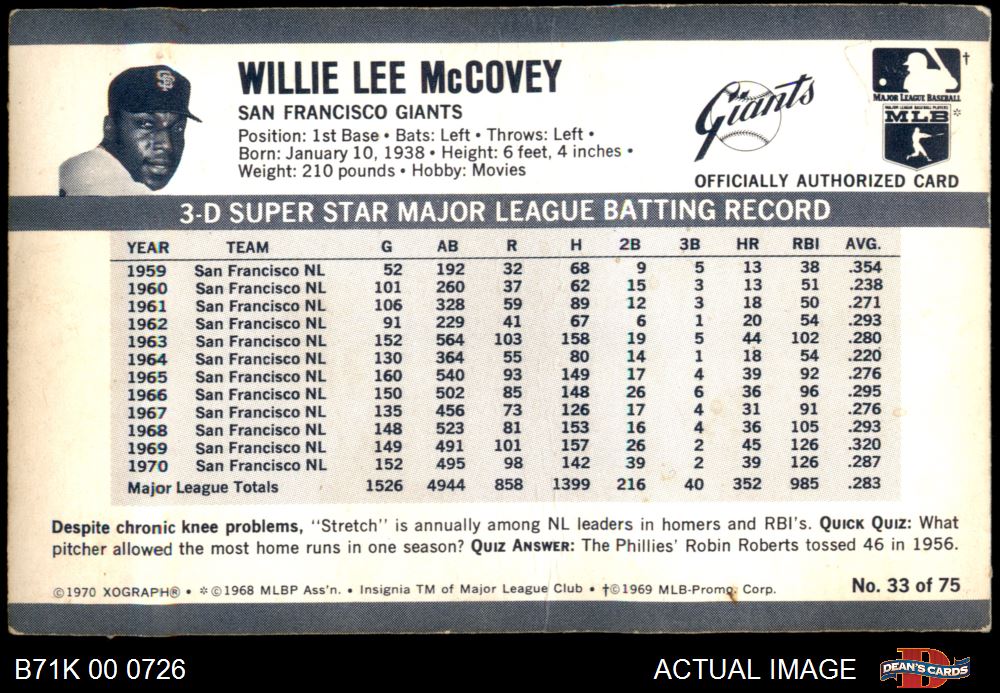 WILLIE LEE McCOVEY
SAN FRANCISCO GIANTS
Position: 1st Base • Bats: Left • Throws: Left •
Born: January 10, 1938 • Height: 6 feet, 4 inches •
Weight: 210 pounds • Hobby: Movies
SF
Giants
†
MAJOR LEAGUE BASEBALL
MAJOR LEAGUE BASEBALL PLAYERS
MLB *
OFFICIALLY AUTHORIZED CARD
3-D SUPER STAR MAJOR LEAGUE BATTING RECORD
YEAR TEAM G AB R H 2B 3B HR RBI AVG.
1959 San Francisco NL 52 192 32 68 9 5 13 38 .354
1960 San Francisco NL 101 260 37 62 15 3 13 51 .238
1961 San Francisco NL 106 328 59 89 12 3 18 50 .271
1962 San Francisco NL 91 229 41 67 6 1 20 54 .293
1963 San Francisco NL 152 564 103 158 19 5 44 102 .280
1964 San Francisco NL 130 364 55 80 14 1 18 54 .220
1965 San Francisco NL 160 540 93 149 17 4 39 92 .276
1966 San Francisco NL 150 502 85 148 26 6 36 96 .295
1967 San Francisco NL 135 456 73 126 17 4 31 91 .276
1968 San Francisco NL 148 523 81 153 16 4 36 105 .293
1969 San Francisco NL 149 491 101 157 26 2 45 126 .320
1970 San Francisco NL 152 495 98 142 39 2 39 126 .287
Major League Totals 1526 4944 858 1399 216 40 352 985 .283
Despite chronic knee problems, "Stretch" is annually among NL leaders in homers and RBI's. QUICK QUIZ: What
pitcher allowed the most home runs in one season? QUIZ ANSWER: The Phillies' Robin Roberts tossed 46 in 1956.
©1970 XOGRAPH® • *©1968 MLBP Ass'n. • Insignia TM of Major League Club • †©1969 MLB-Promo. Corp.
No. 33 of 75
B71K 00 0726
ACTUAL IMAGE
D
DEAN'S CARDS